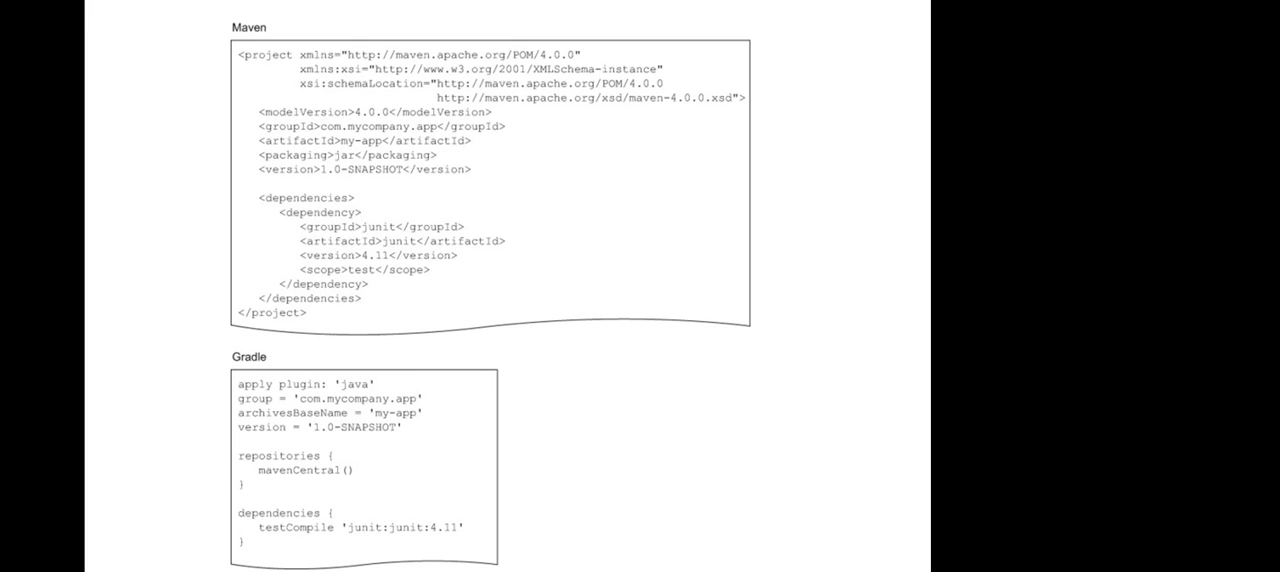 Maven
<project xmlns="http://maven.apache.org/POM/4.0.0"
xmlns:xsi="http://www.w3.org/2001/XMLSchema-instance"
xsi:schemaLocation="http://maven.apache.org/POM/4.0.0
http://maven.apache.org/xsd/maven-4.0.0.xsd">
<modelVersion>4.0.0</modelVersion>
<groupId>com.mycompany.app</groupId>
<artifactId>my-app</artifactId>
<packaging>jar</packaging>
<version>1.0-SNAPSHOT</version>
<dependencies>
<dependency>
<groupId>junit</groupId>
<artifactId>junit</artifactId>
<version>4.11</version>
<scope>test</scope>
</dependency>
</dependencies>
</project>
Gradle
apply plugin: 'java'
group = 'com.mycompany.app'
archivesBaseName = 'my-app'
version = '1.0-SNAPSHOT'
repositories {
mavenCentral()
}
dependencies {
testCompile 'junit:junit:4.11'
}